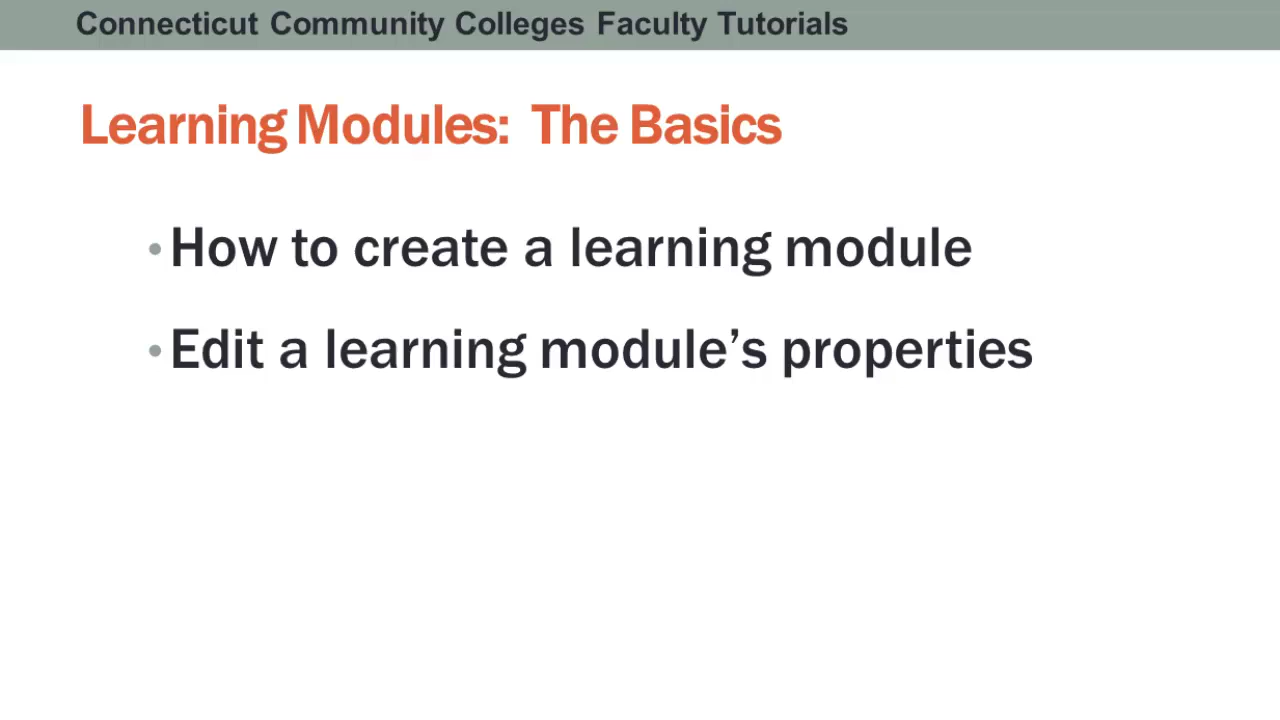 Connecticut Community Colleges Faculty Tutorials
Learning Modules: The Basics
• How to create a learning module
• Edit a learning module’s properties